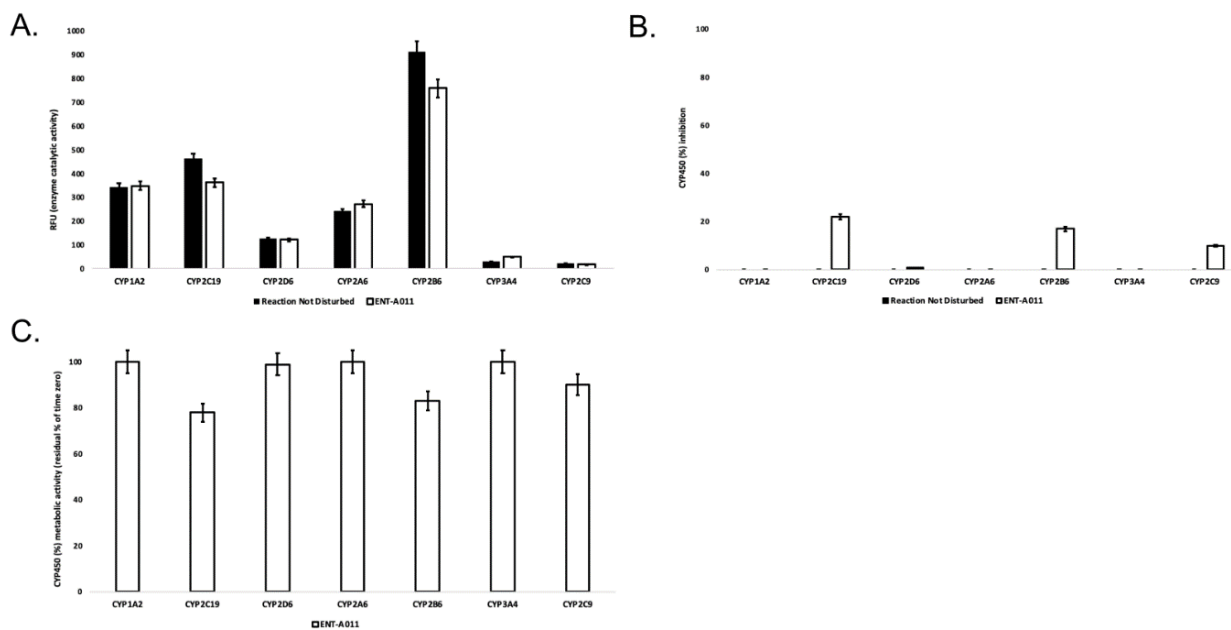 A.
RFU (enzyme catalytic activity)
1000
900
800
700
600
500
400
300
200
100
0
CYP1A2 CYP2C19 CYP2D6 CYP2A6 CYP2B6 CYP3A4 CYP2C9
Reaction Not Disturbed ENT-A011
B.
CYP450 (%) inhibition
100
80
60
40
20
0
CYP1A2 CYP2C19 CYP2D6 CYP2A6 CYP2B6 CYP3A4 CYP2C9
Reaction Not Disturbed ENT-A011
C.
CYP450 (%) metabolic activity (residual % of time zero)
100
80
60
40
20
0
CYP1A2 CYP2C19 CYP2D6 CYP2A6 CYP2B6 CYP3A4 CYP2C9
ENT-A011